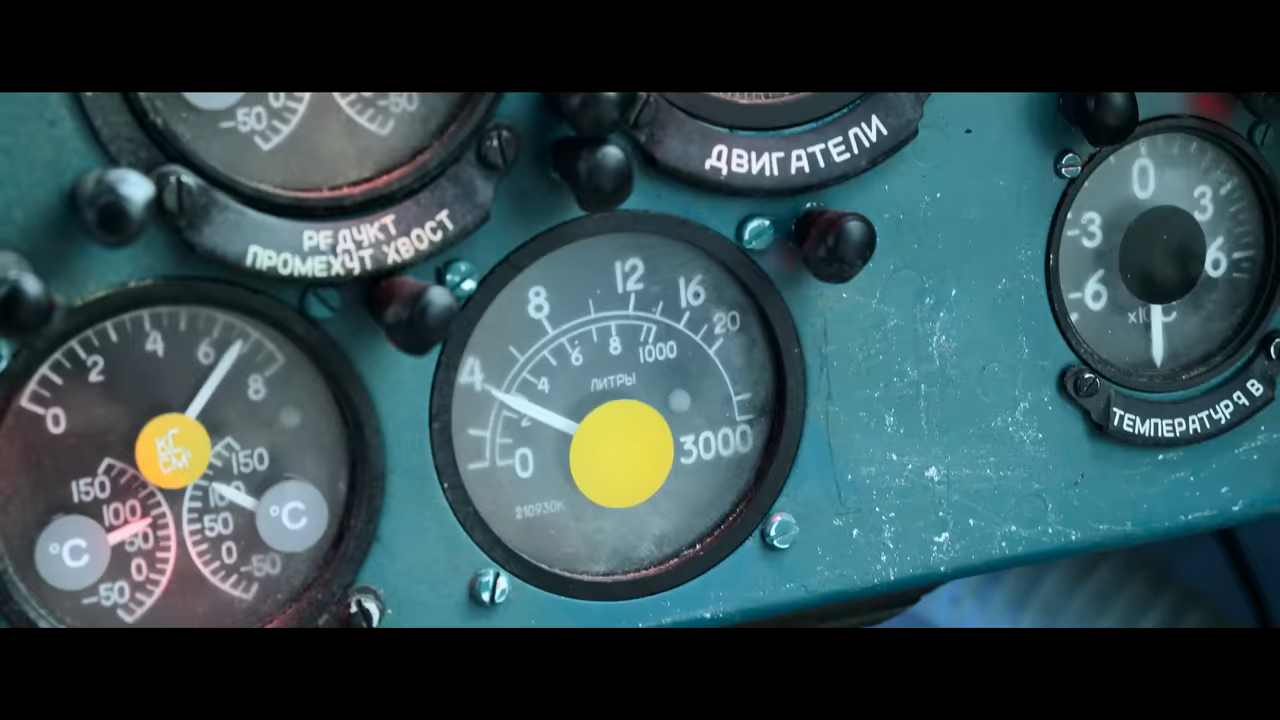 -50 0 -50
РЕДУКТ
ПРОМЕХУТ ХВОСТ
ДВИГАТЕЛИ
0 3 6
-3
-6
ТЕМПЕРАТУРА В
0 2 4 6 8
КГ
СМ²
150 100 50 0 -50
°C
150 100 50 0 -50
°C
0 4 8 12 16 20
2 4 6 8 1000
ЛИТРЫ
3000
210930К